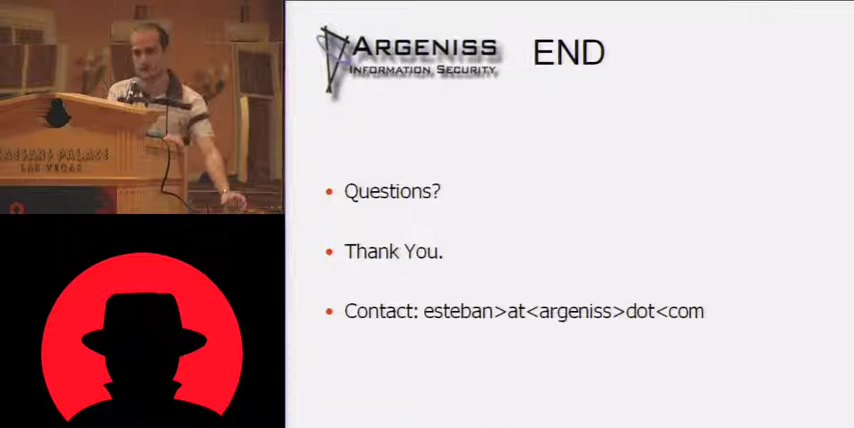 ARGENISS
INFORMATION SECURITY
END
CAESARS PALACE
LAS VEGAS
• Questions?
• Thank You.
• Contact: esteban>at<argeniss>dot<com